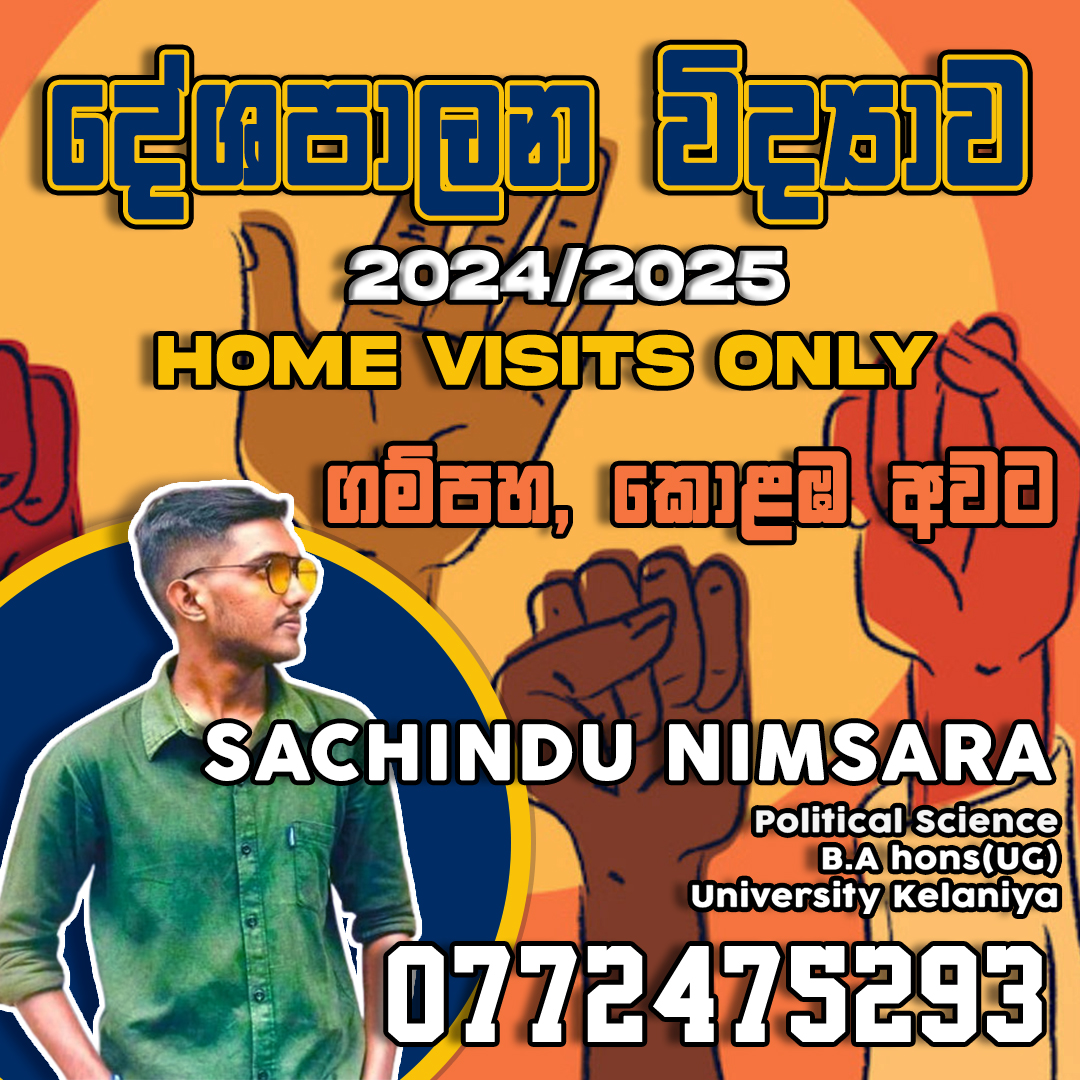 දේශපාලන විද්‍යාව
2024/2025
HOME VISITS ONLY
ගම්පහ, කොළඹ අවට
SACHINDU NIMSARA
Political Science
B.A hons(UG)
University Kelaniya
0772475293